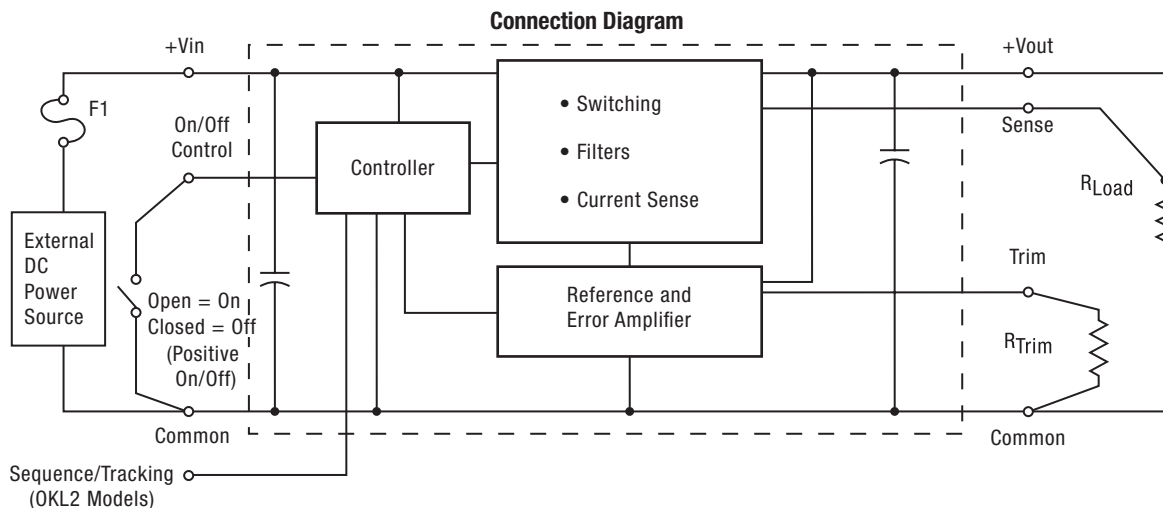 Connection Diagram
+Vin
+Vout
F1
On/Off
Control
• Switching
• Filters
• Current Sense
Controller
Sense
RLoad
External
DC
Power
Source
Open = On
Closed = Off
(Positive
On/Off)
Reference and
Error Amplifier
Trim
RTrim
Common
Common
Sequence/Tracking
(OKL2 Models)